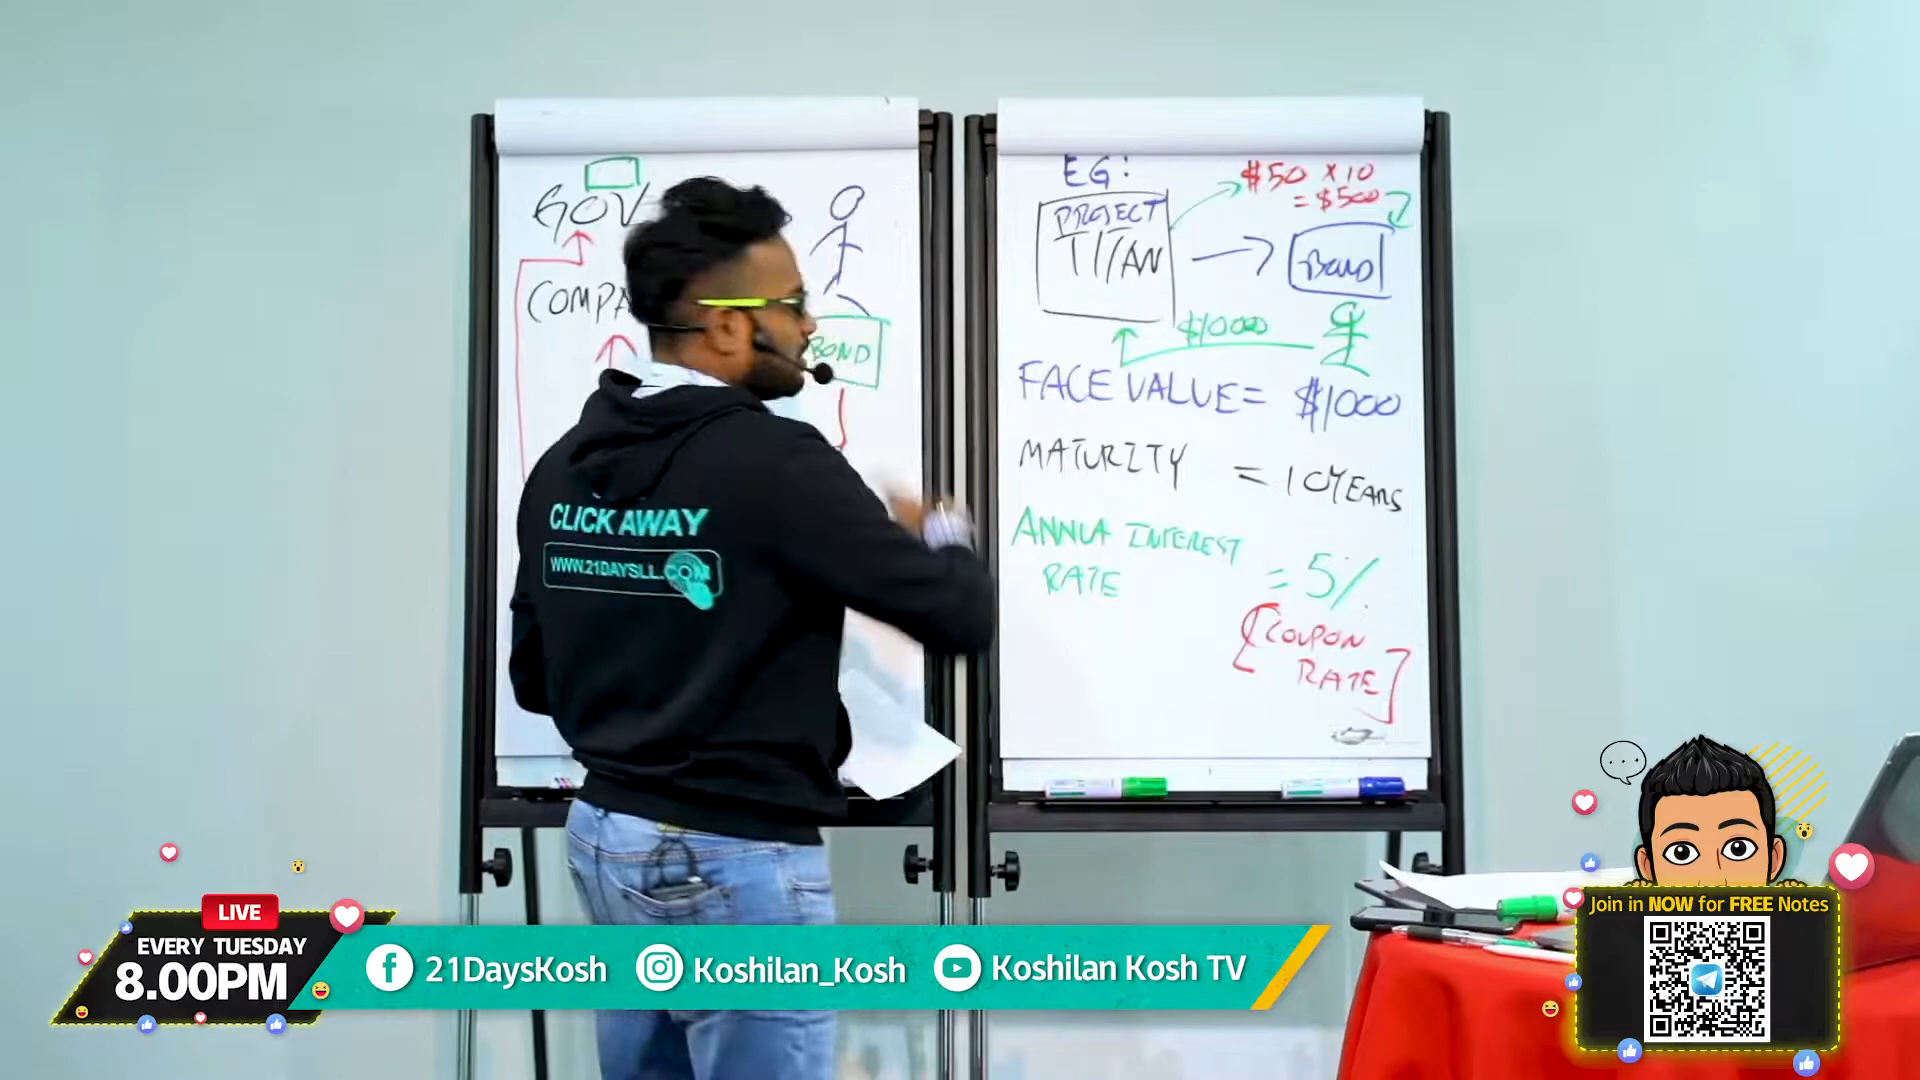 GOV
COMPA
BOND
EG:
$50 × 10
= $500
PROJECT
TITAN
BOND
$1000
FACE VALUE = $1000
MATURITY = 10 YEARS
ANNUA INTEREST
RATE = 5%
[COUPON
RATE]
CLICK AWAY
WWW.21DAYSLL.COM
LIVE
EVERY TUESDAY
8.00PM
21DaysKosh
Koshilan_Kosh
Koshilan Kosh TV
Join in NOW for FREE Notes